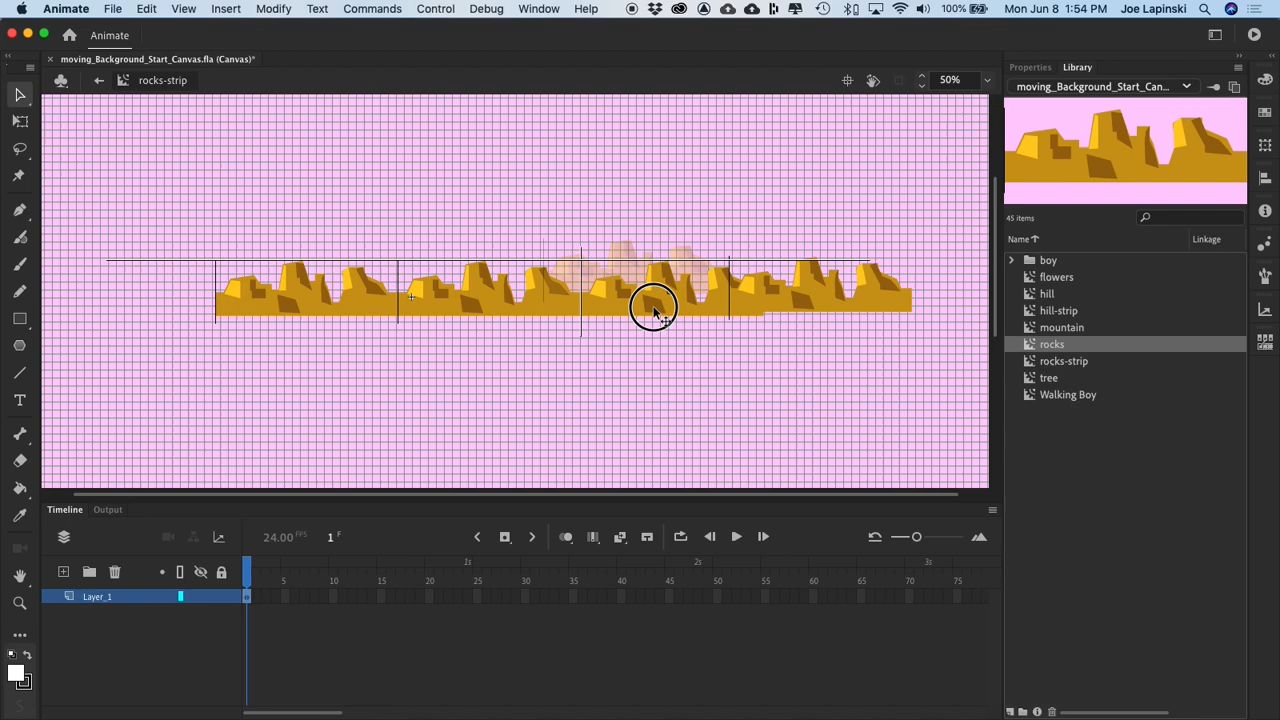 Animate File Edit View Insert Modify Text Commands Control Debug Window Help 100% Mon Jun 8 1:54 PM Joe Lapinski
Animate
moving_Background_Start_Canvas.fla (Canvas)*
rocks-strip 50%
Properties Library
moving_Background_Start_Can...
45 items
Name Linkage
boy
flowers
hill
hill-strip
mountain
rocks
rocks-strip
tree
Walking Boy
Timeline Output
24.00 FPS 1 F
1s 2s 3s
5 10 15 20 25 30 35 40 45 50 55 60 65 70 75
Layer_1